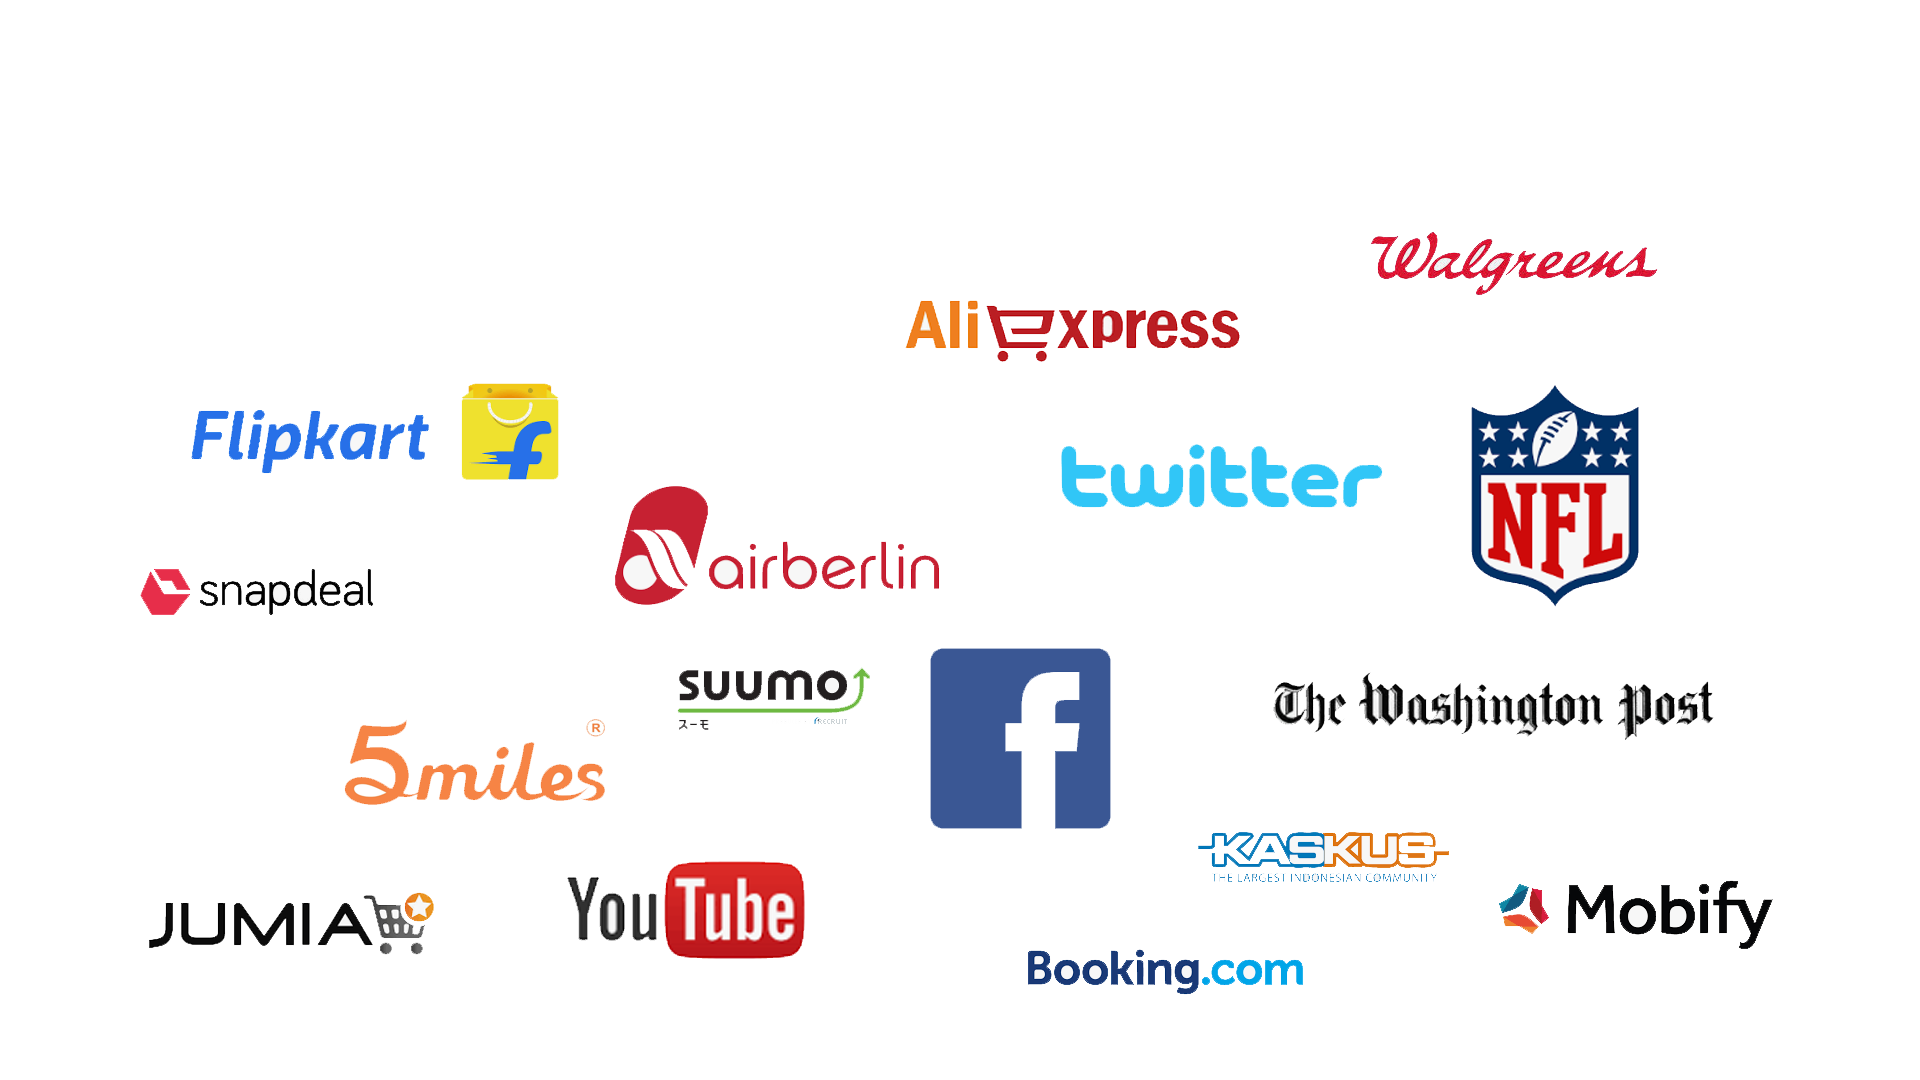 Walgreens
AliExpress
Flipkart
f
twitter
NFL
airberlin
snapdeal
suumo
スーモ
RECRUIT
f
The Washington Post
5miles
®
KASKUS
THE LARGEST INDONESIAN COMMUNITY
JUMIA
YouTube
Mobify
Booking.com